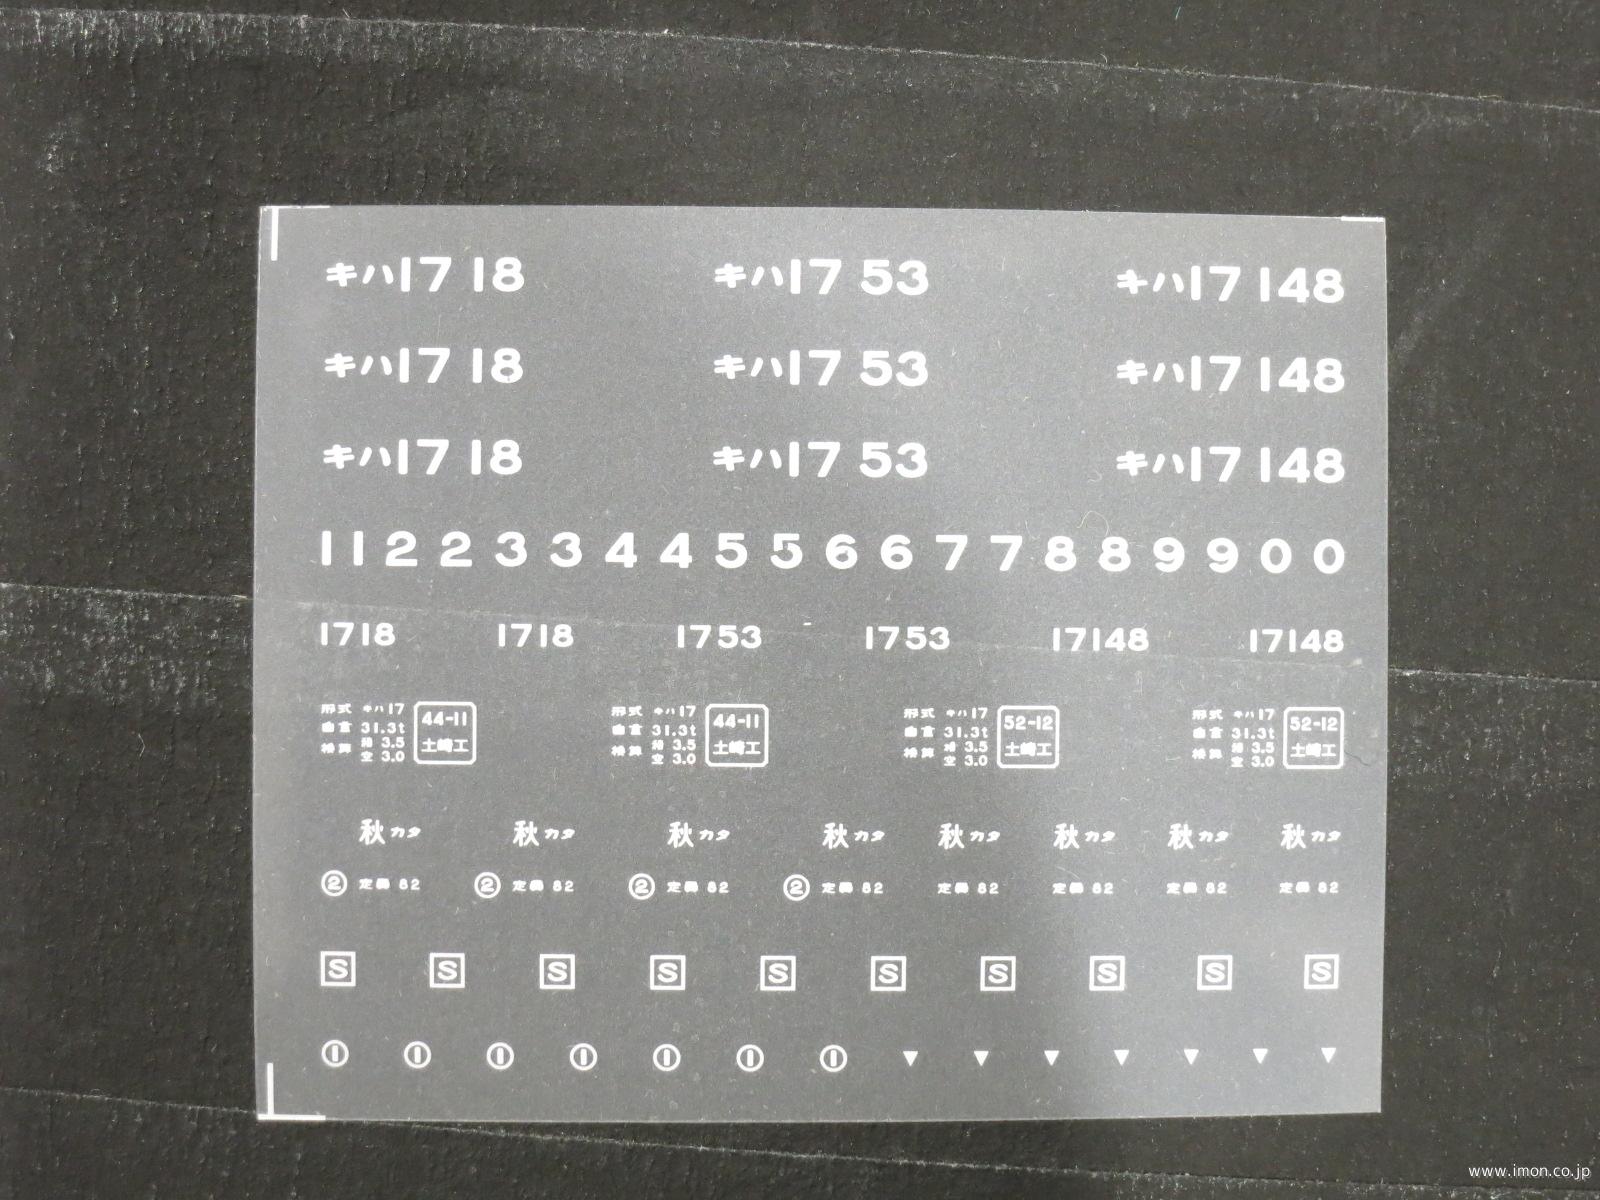 キハ17 18 キハ17 53 キハ17 148
キハ17 18 キハ17 53 キハ17 148
キハ17 18 キハ17 53 キハ17 148
1 1 2 2 3 3 4 4 5 5 6 6 7 7 8 8 9 9 0 0
1718 1718 1753 1753 17148 17148
形式 キハ17 44-11 形式 キハ17 44-11 形式 キハ17 52-12 形式 キハ17 52-12
自重 31.3t 自重 31.3t 自重 31.3t 自重 31.3t
換算 積 3.5 土崎工 換算 積 3.5 土崎工 換算 積 3.5 土崎工 換算 積 3.5 土崎工
空 3.0 空 3.0 空 3.0 空 3.0
秋カタ 秋カタ 秋カタ 秋カタ 秋カタ 秋カタ 秋カタ 秋カタ
② 定員 82 ② 定員 82 ② 定員 82 ② 定員 82 定員 82 定員 82 定員 82 定員 82
S S S S S S S S S S
① ① ① ① ① ① ① ▼ ▼ ▼ ▼ ▼ ▼ ▼
www.imon.co.jp